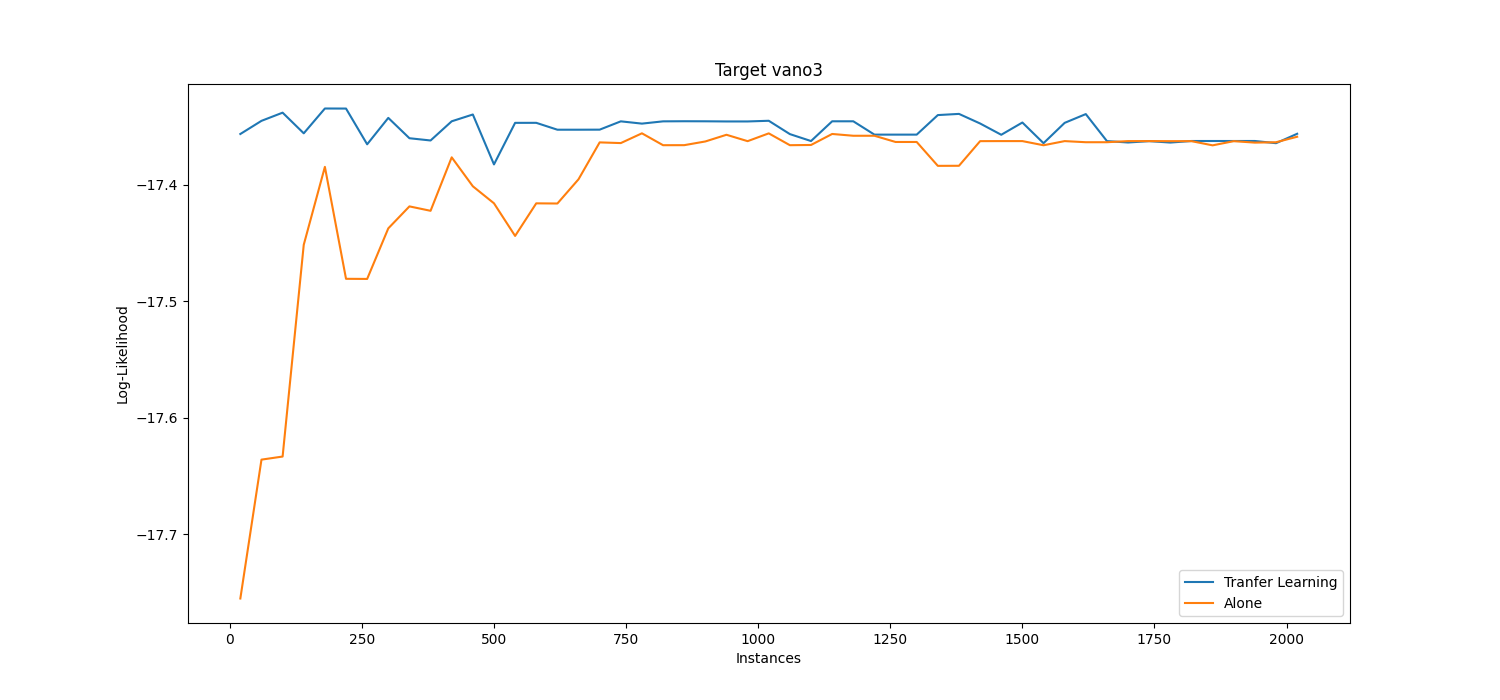 Target vano3
Log-Likelihood
−17.4
−17.5
−17.6
−17.7
0
250
500
750
1000
1250
1500
1750
2000
Instances
Tranfer Learning
Alone